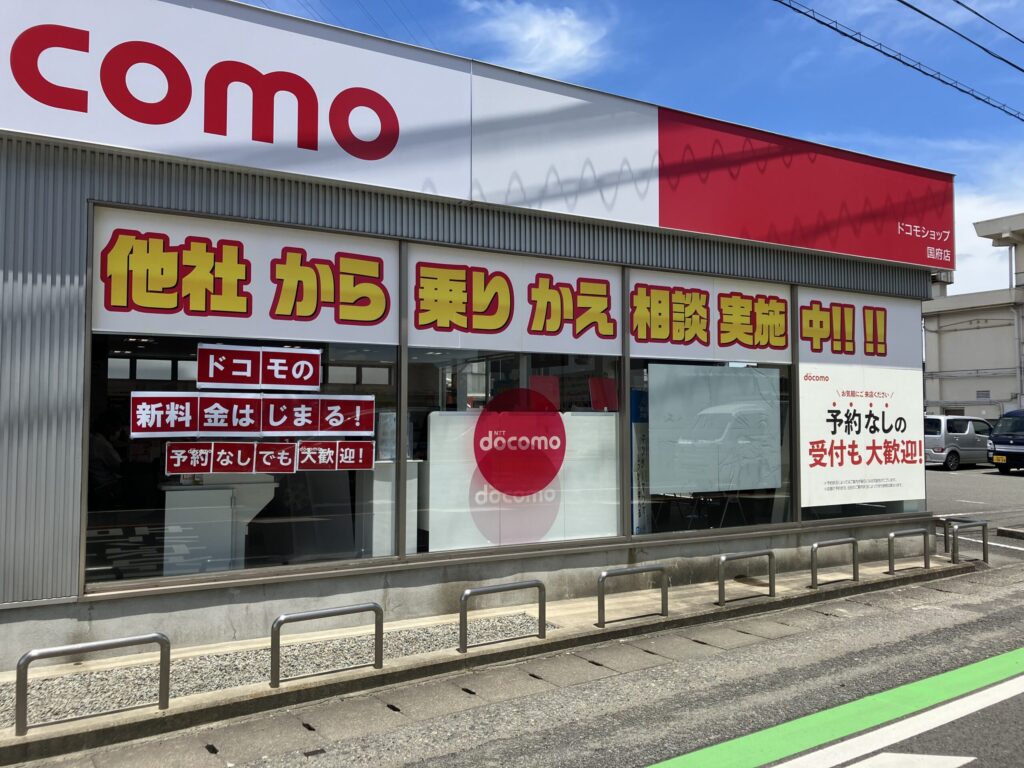 como
ドコモショップ
国府店
他社から乗りかえ相談実施中!!!!
ドコモの
新料金はじまる!
予約なしでも大歓迎!
NTT
docomo
docomo
\ お気軽にご来店ください /
予約なしの
受付も大歓迎!